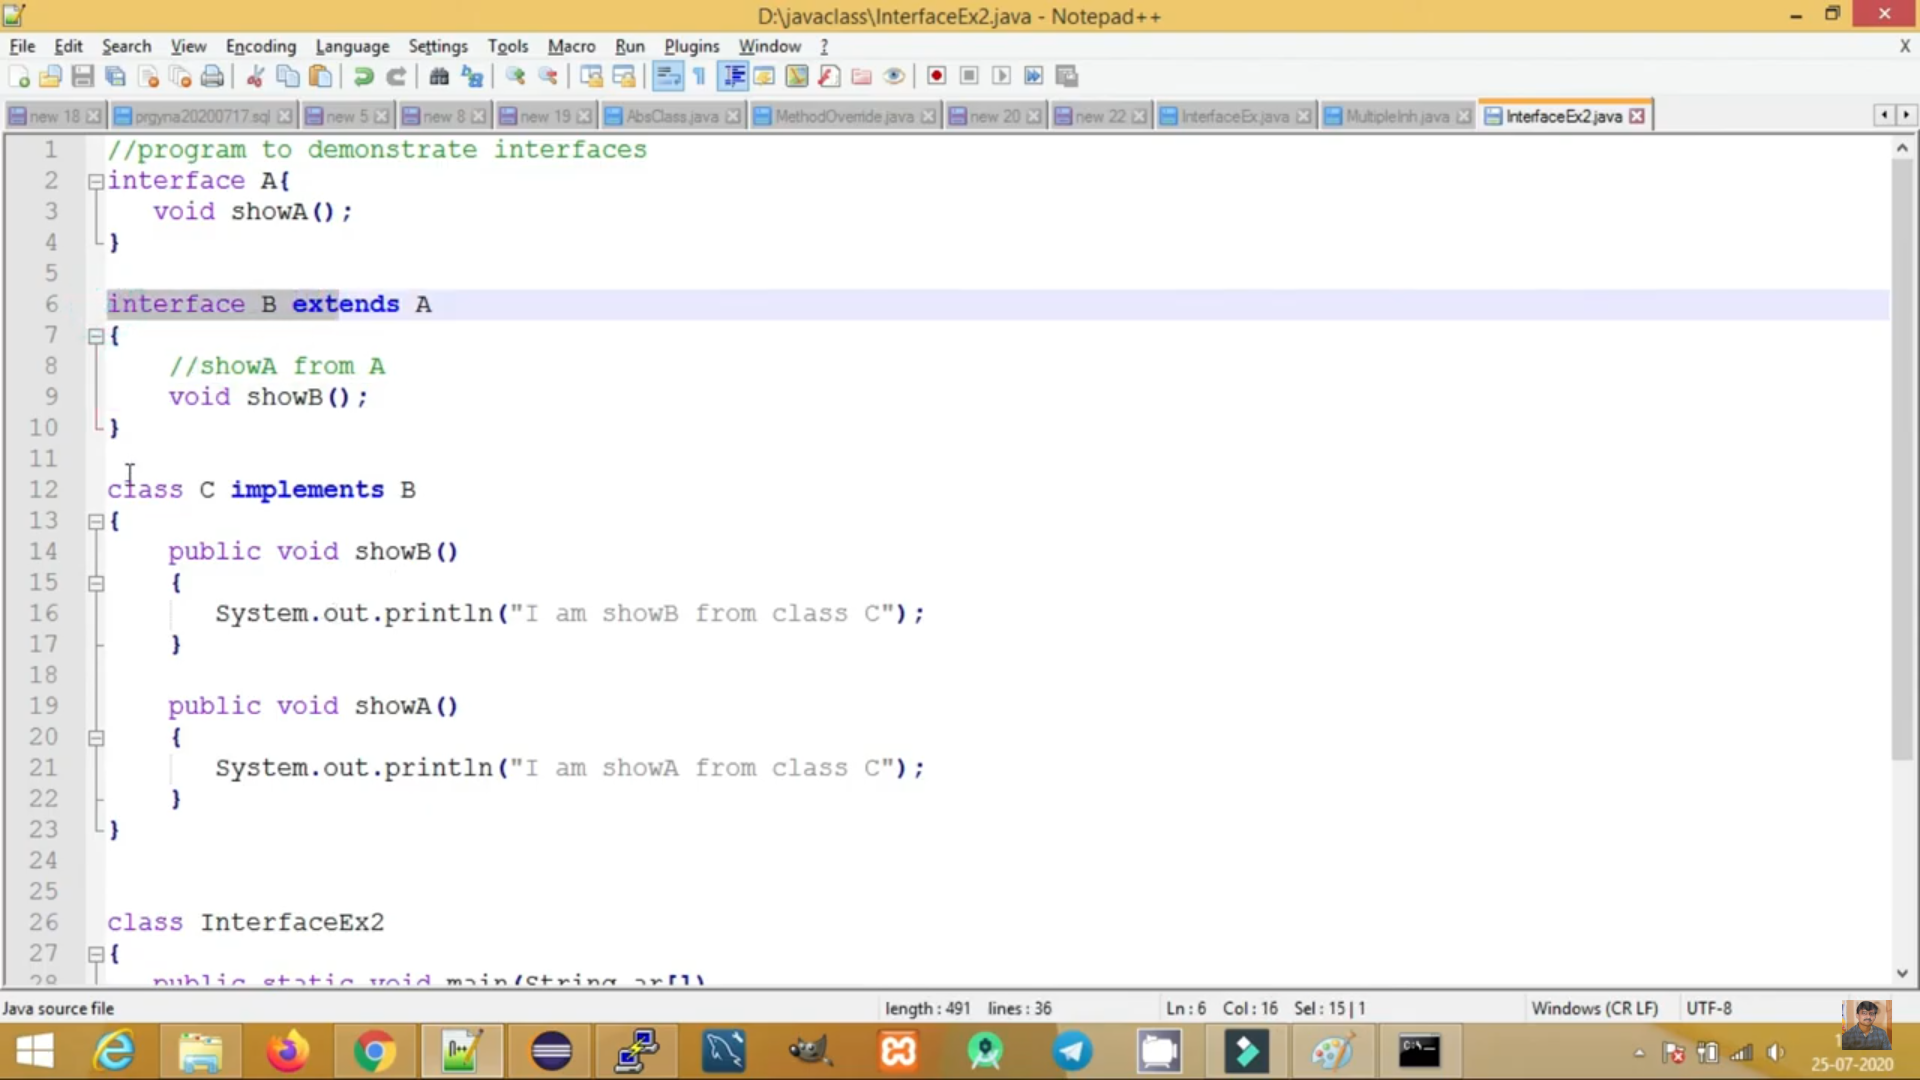 D:\javaclass\InterfaceEx2.java - Notepad++
File Edit Search View Encoding Language Settings Tools Macro Run Plugins Window ? X
new 18 prgyna20200717.sql new 5 new 8 new 19 AbsClass.java MethodOverride.java new 20 new 22 InterfaceEx.java MultipleInh.java InterfaceEx2.java
1 //program to demonstrate interfaces
2 interface A{
3 void showA();
4 }
5
6 interface B extends A
7 {
8 //showA from A
9 void showB();
10 }
11
12 class C implements B
13 {
14 public void showB()
15 {
16 System.out.println("I am showB from class C");
17 }
18
19 public void showA()
20 {
21 System.out.println("I am showA from class C");
22 }
23 }
24
25
26 class InterfaceEx2
27 {
28 public static void main(String ar[])
Java source file length : 491 lines : 36 Ln : 6 Col : 16 Sel : 15 | 1 Windows (CR LF) UTF-8
25-07-2020